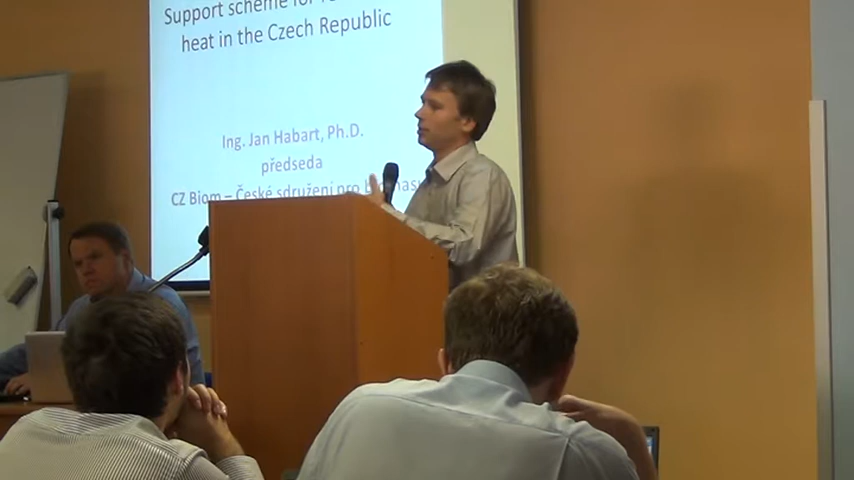 Support scheme for
heat in the Czech Republic
Ing. Jan Habart, Ph.D.
předseda
CZ Biom – České sdružení pro